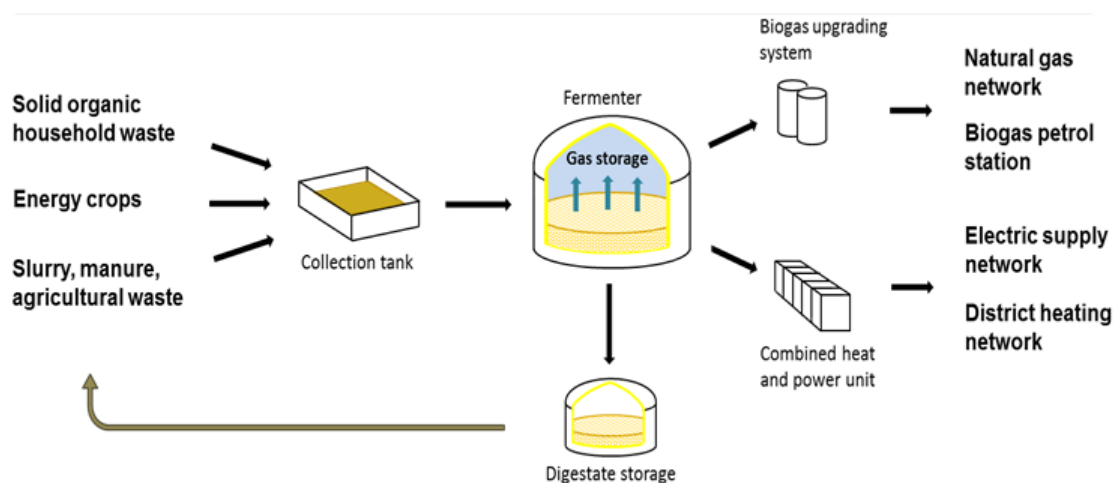 Solid organic
household waste
Energy crops
Slurry, manure,
agricultural waste
Collection tank
Fermenter
Gas storage
Digestate storage
Biogas upgrading
system
Combined heat
and power unit
Natural gas
network
Biogas petrol
station
Electric supply
network
District heating
network